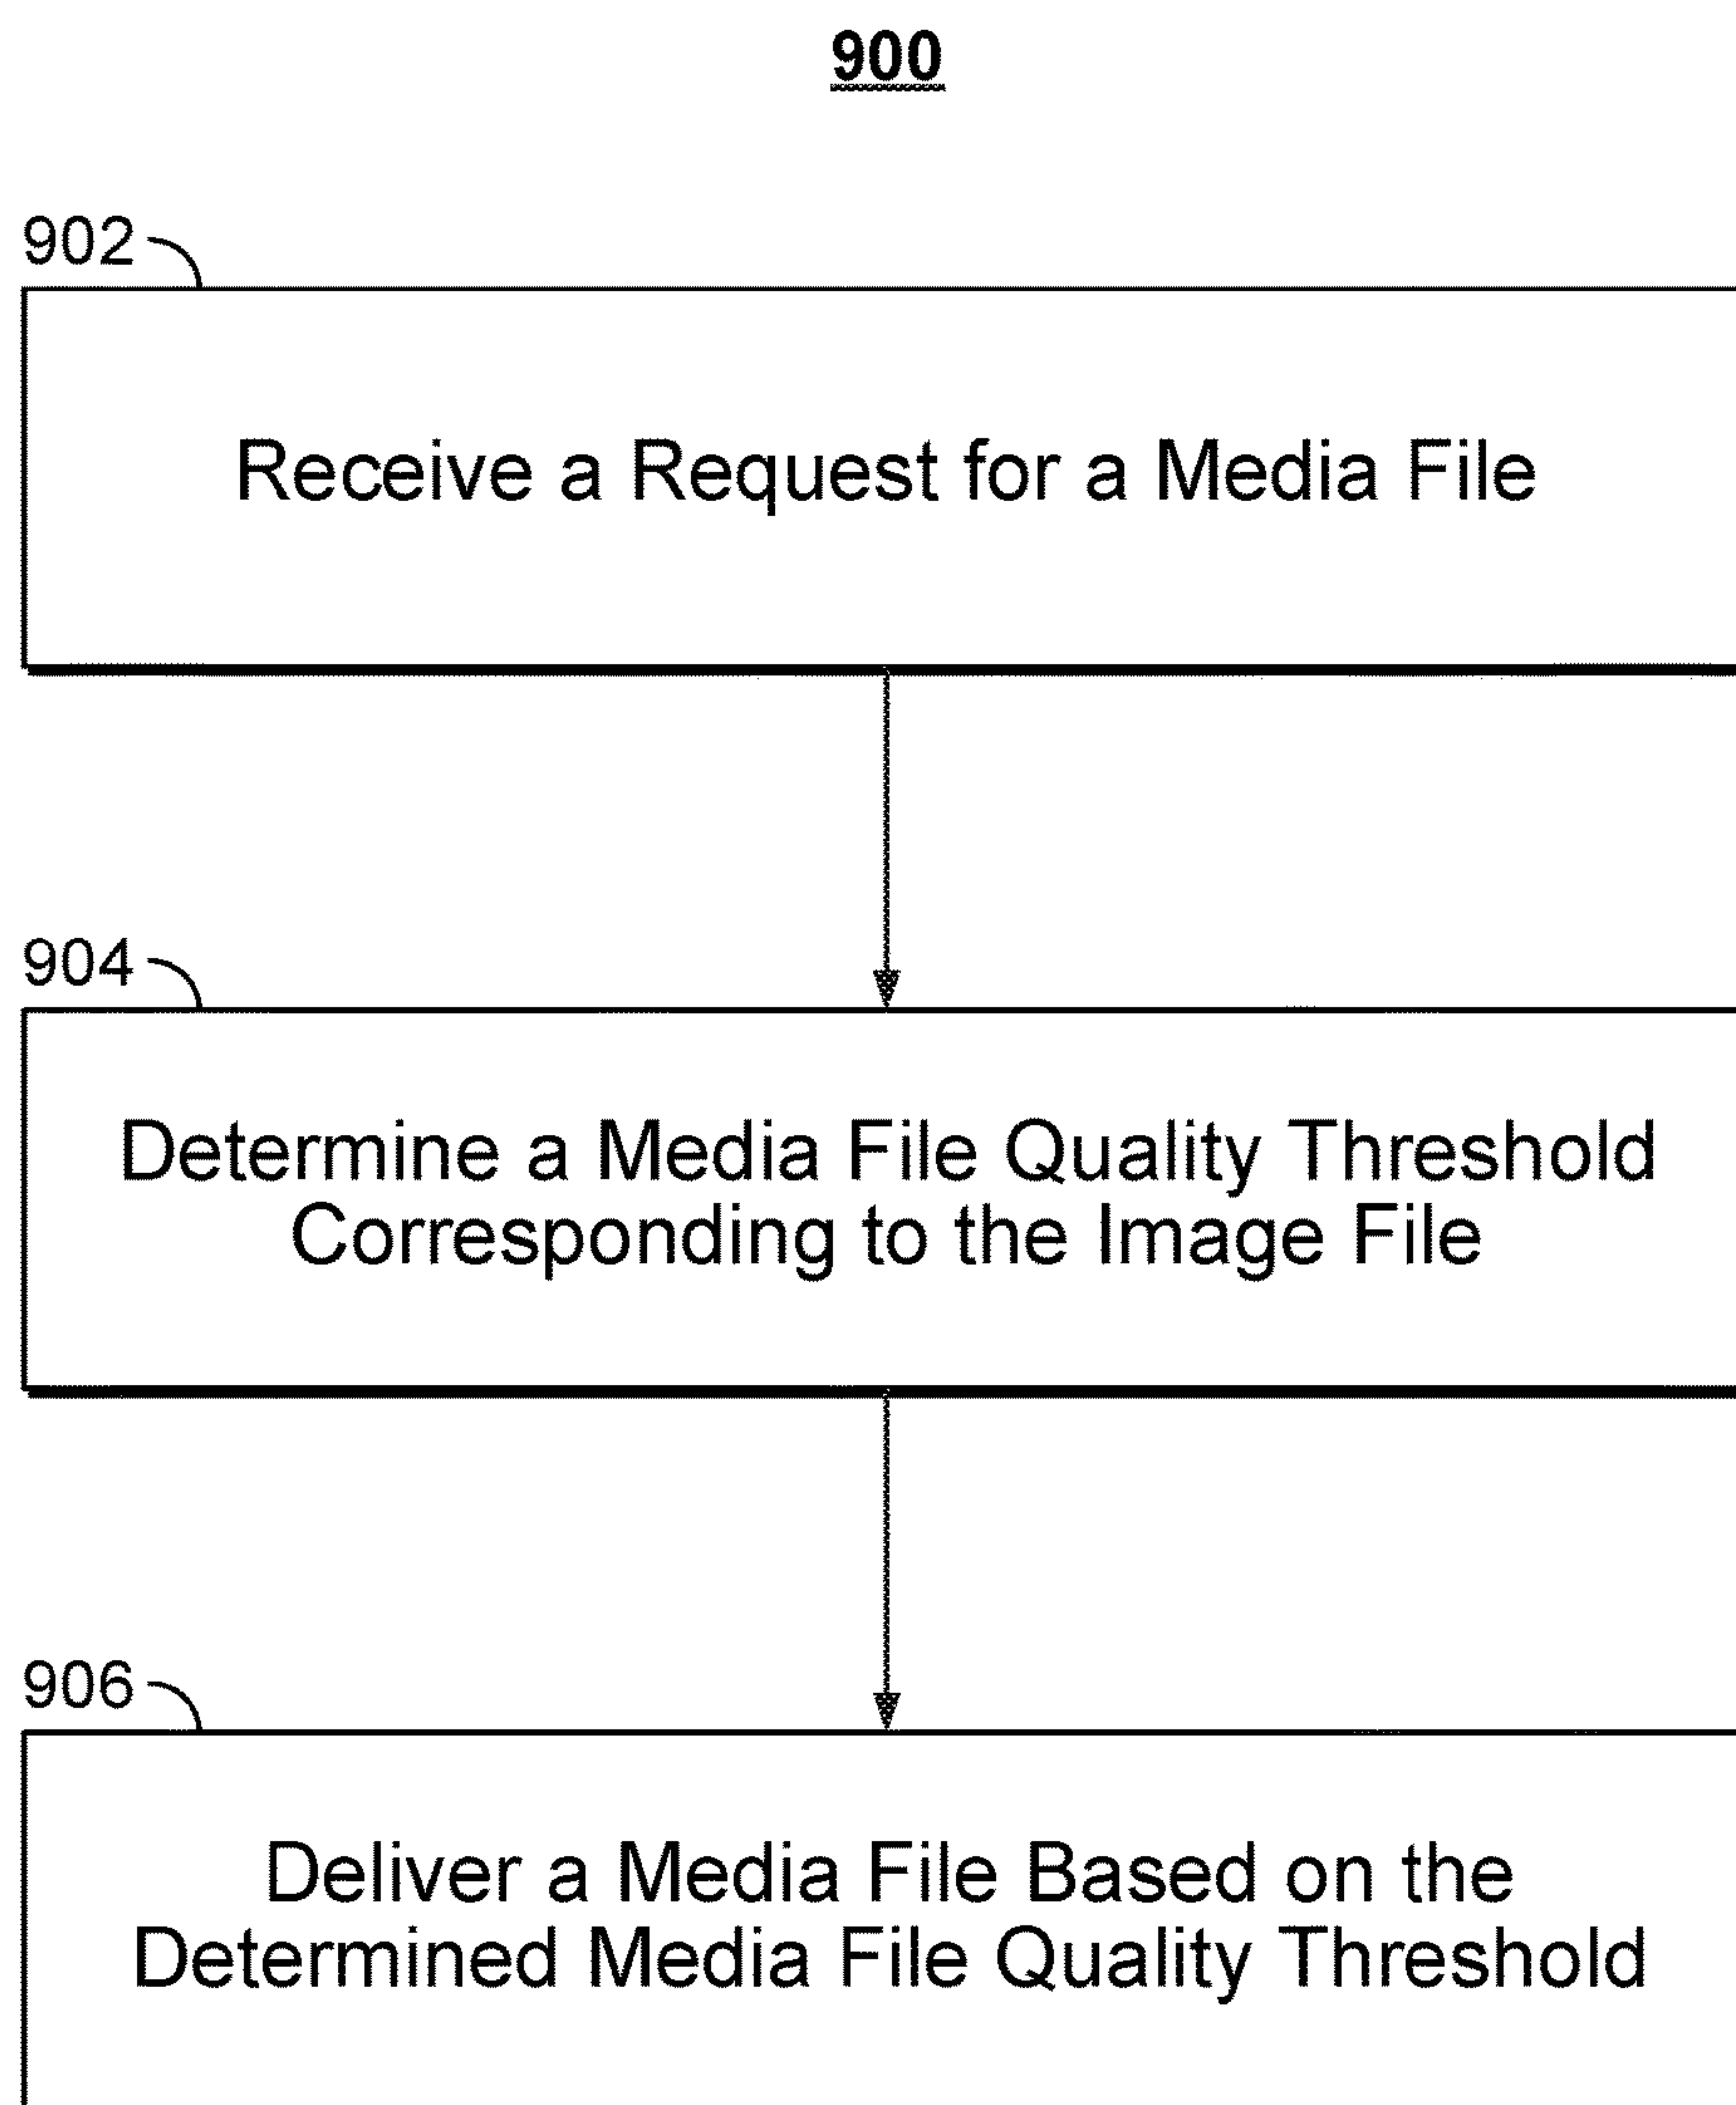 900
902
Receive a Request for a Media File
904
Determine a Media File Quality Threshold
Corresponding to the Image File
906
Deliver a Media File Based on the
Determined Media File Quality Threshold